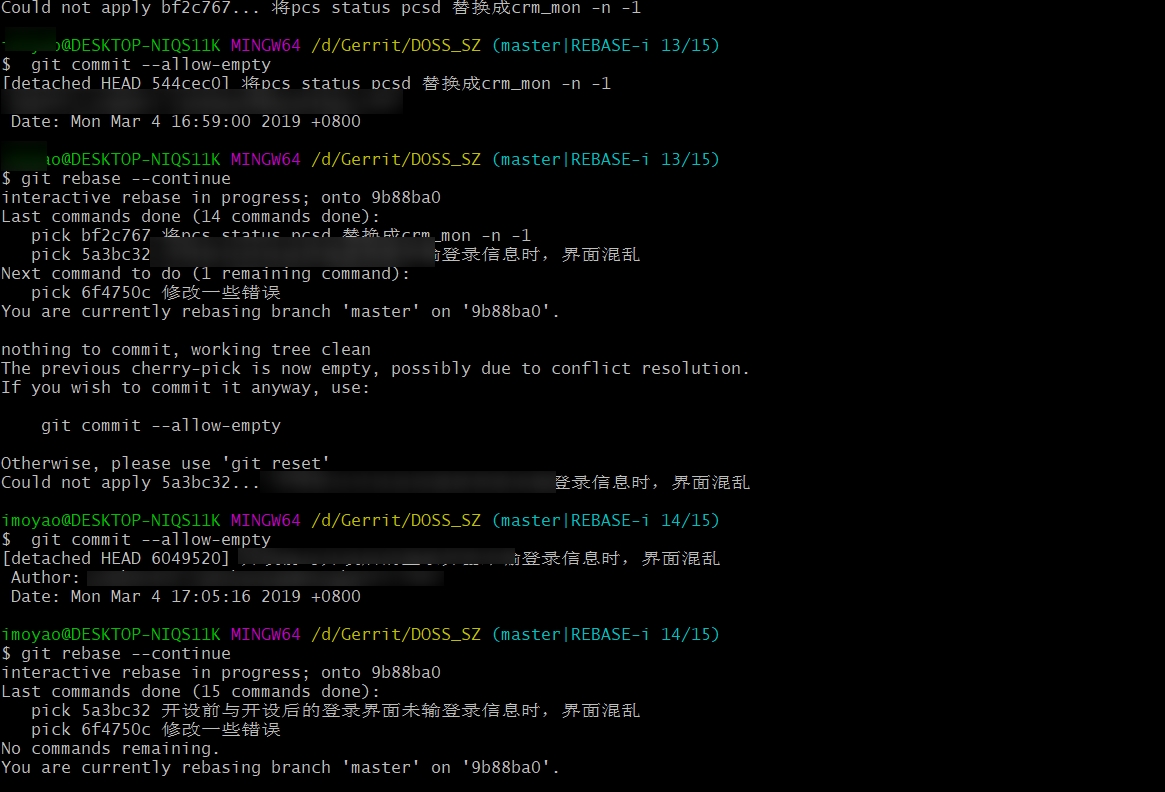 Could not apply bf2c767... 将pcs status pcsd 替换成crm_mon -n -1
o@DESKTOP-NIQS11K MINGW64 /d/Gerrit/DOSS_SZ (master|REBASE-i 13/15)
$  git commit --allow-empty
[detached HEAD 544cec0] 将pcs status pcsd 替换成crm_mon -n -1
Date: Mon Mar 4 16:59:00 2019 +0800
ao@DESKTOP-NIQS11K MINGW64 /d/Gerrit/DOSS_SZ (master|REBASE-i 13/15)
$ git rebase --continue
interactive rebase in progress; onto 9b88ba0
Last commands done (14 commands done):
pick bf2c767 将pcs status pcsd 替换成crm_mon -n -1
pick 5a3bc32 输登录信息时，界面混乱
Next command to do (1 remaining command):
pick 6f4750c 修改一些错误
You are currently rebasing branch 'master' on '9b88ba0'.
nothing to commit, working tree clean
The previous cherry-pick is now empty, possibly due to conflict resolution.
If you wish to commit it anyway, use:
git commit --allow-empty
Otherwise, please use 'git reset'
Could not apply 5a3bc32... 登录信息时，界面混乱
imoyao@DESKTOP-NIQS11K MINGW64 /d/Gerrit/DOSS_SZ (master|REBASE-i 14/15)
$  git commit --allow-empty
[detached HEAD 6049520] 输登录信息时，界面混乱
Author:
Date: Mon Mar 4 17:05:16 2019 +0800
imoyao@DESKTOP-NIQS11K MINGW64 /d/Gerrit/DOSS_SZ (master|REBASE-i 14/15)
$ git rebase --continue
interactive rebase in progress; onto 9b88ba0
Last commands done (15 commands done):
pick 5a3bc32 开设前与开设后的登录界面未输登录信息时，界面混乱
pick 6f4750c 修改一些错误
No commands remaining.
You are currently rebasing branch 'master' on '9b88ba0'.